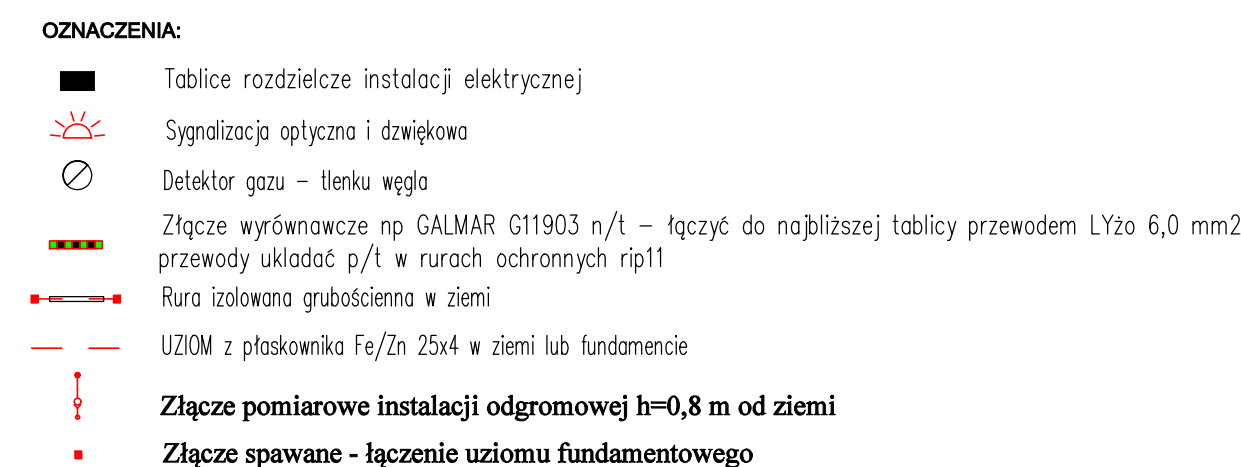 OZNACZENIA:
Tablice rozdzielcze instalacji elektrycznej
Sygnalizacja optyczna i dzwiękowa
Detektor gazu – tlenku węgla
Złącze wyrównawcze np GALMAR G11903 n/t – łączyć do najbliższej tablicy przewodem LYżo 6,0 mm2
przewody ukladać p/t w rurach ochronnych rip11
Rura izolowana grubościenna w ziemi
UZIOM z płaskownika Fe/Zn 25x4 w ziemi lub fundamencie
Złącze pomiarowe instalacji odgromowej h=0,8 m od ziemi
Złącze spawane - łączenie uziomu fundamentowego